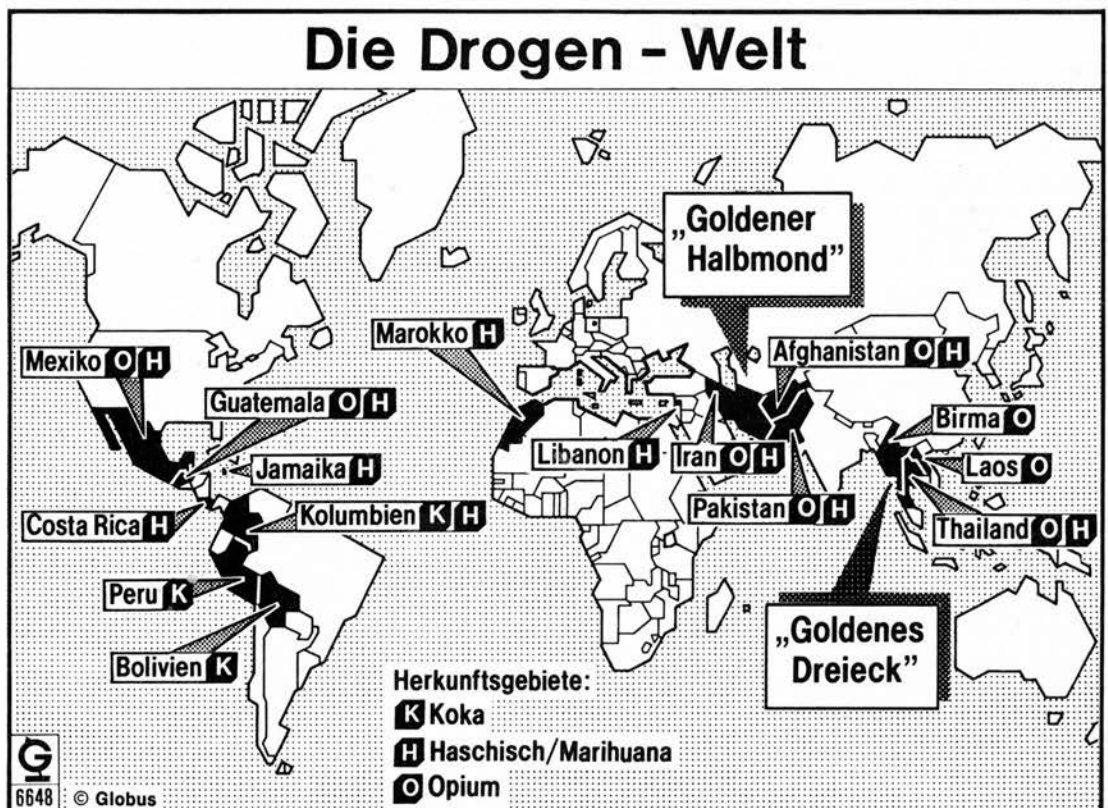 Die Drogen - Welt
„Goldener
Halbmond”
Marokko H
Mexiko O H
Afghanistan O H
Guatemala O H
Birma O
Libanon H
Iran O H
Jamaika H
Laos O
Pakistan O H
Kolumbien K H
Costa Rica H
Thailand O H
Peru K
„Goldenes
Dreieck”
Bolivien K
Herkunftsgebiete:
K Koka
H Haschisch/Marihuana
O Opium
G
6648 © Globus